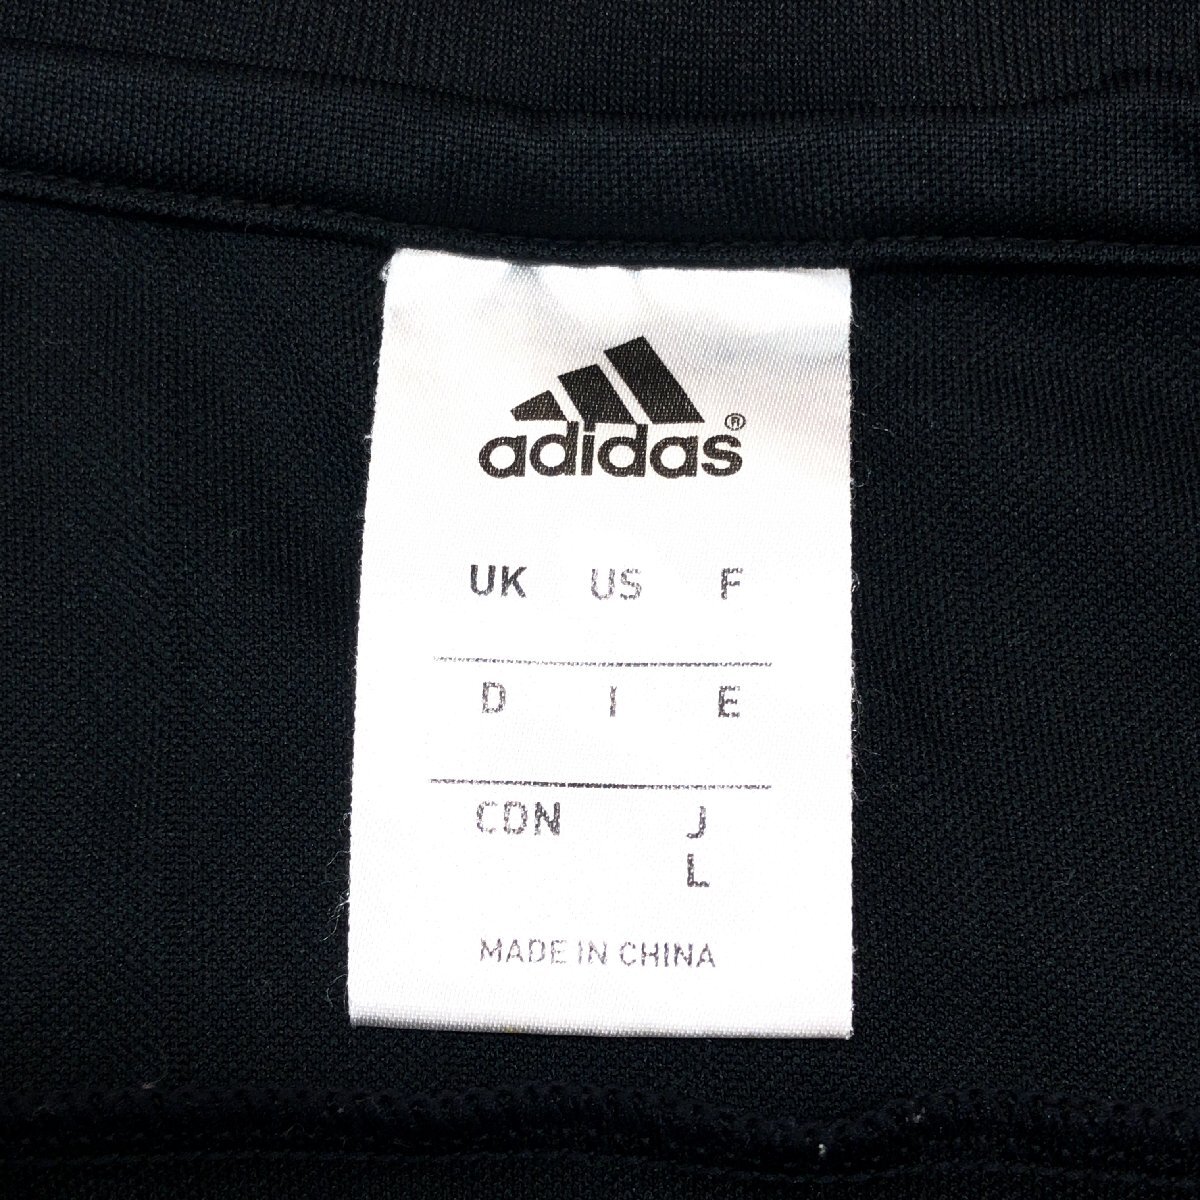 adidas®
UK US F
D I E
CDN J
L
MADE IN CHINA